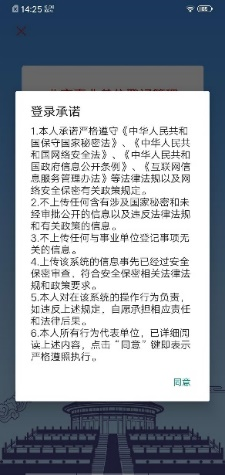 14:25
登录承诺
1.本人承诺严格遵守《中华人民共和
国保守国家秘密法》、《中华人民共
和国网络安全法》、《中华人民共和
国政府信息公开条例》、《互联网信
息服务管理办法》等法律法规以及网
络安全保密有关政策规定。
2.不上传任何含有涉及国家秘密和未
经审批公开的信息以及违反法律法规
和有关政策的信息。
3.不上传任何与事业单位登记事项无
关的信息。
4.上传该系统的信息事先已经过安全
保密审查，符合安全保密相关法律法
规和政策要求。
5.本人对在该系统的操作行为负责，
如违反上述规定，自愿承担相应责任
和法律后果。
6.本人所有行为代表单位，已详细阅
读上述内容，点击“同意”键即表示
严格遵照执行。
同意